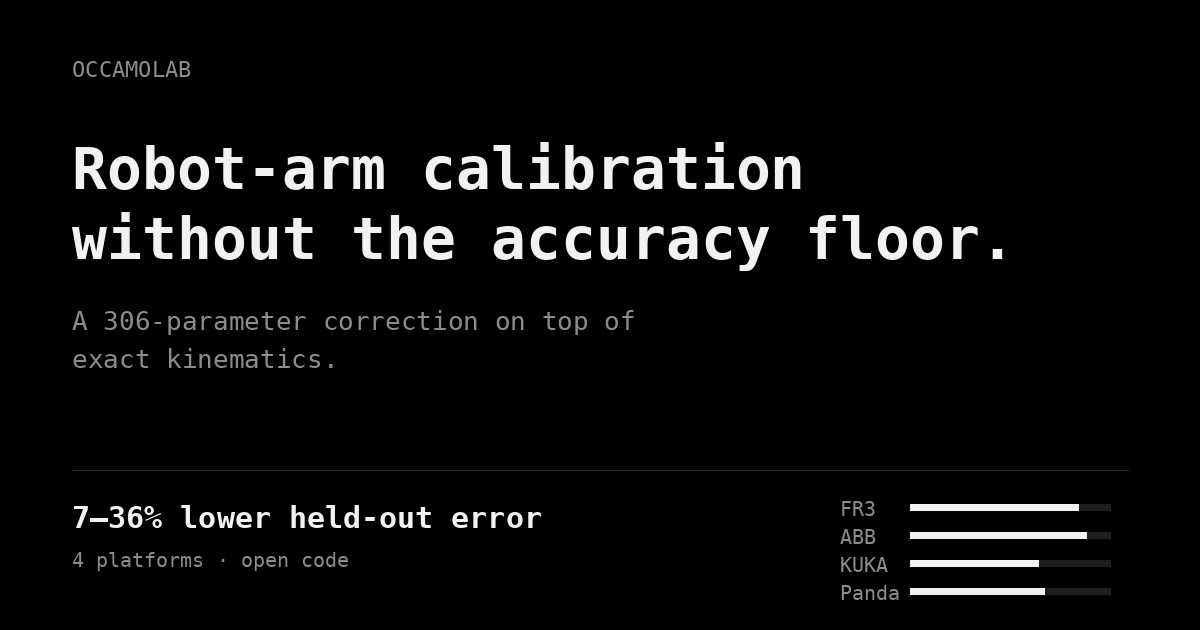 OCCAMOLAB
Robot-arm calibration
without the accuracy floor.
A 306-parameter correction on top of
exact kinematics.
7–36% lower held-out error
4 platforms · open code
FR3
ABB
KUKA
Panda